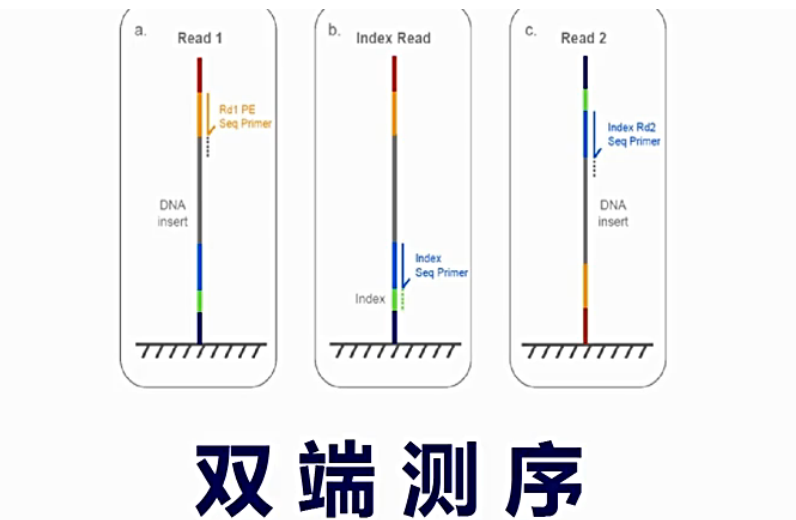 a.
Read 1
Rd1 PE
Seq Primer
DNA
insert
b.
Index Read
Index
Seq Primer
Index
c.
Read 2
Index Rd2
Seq Primer
DNA
insert
双端测序